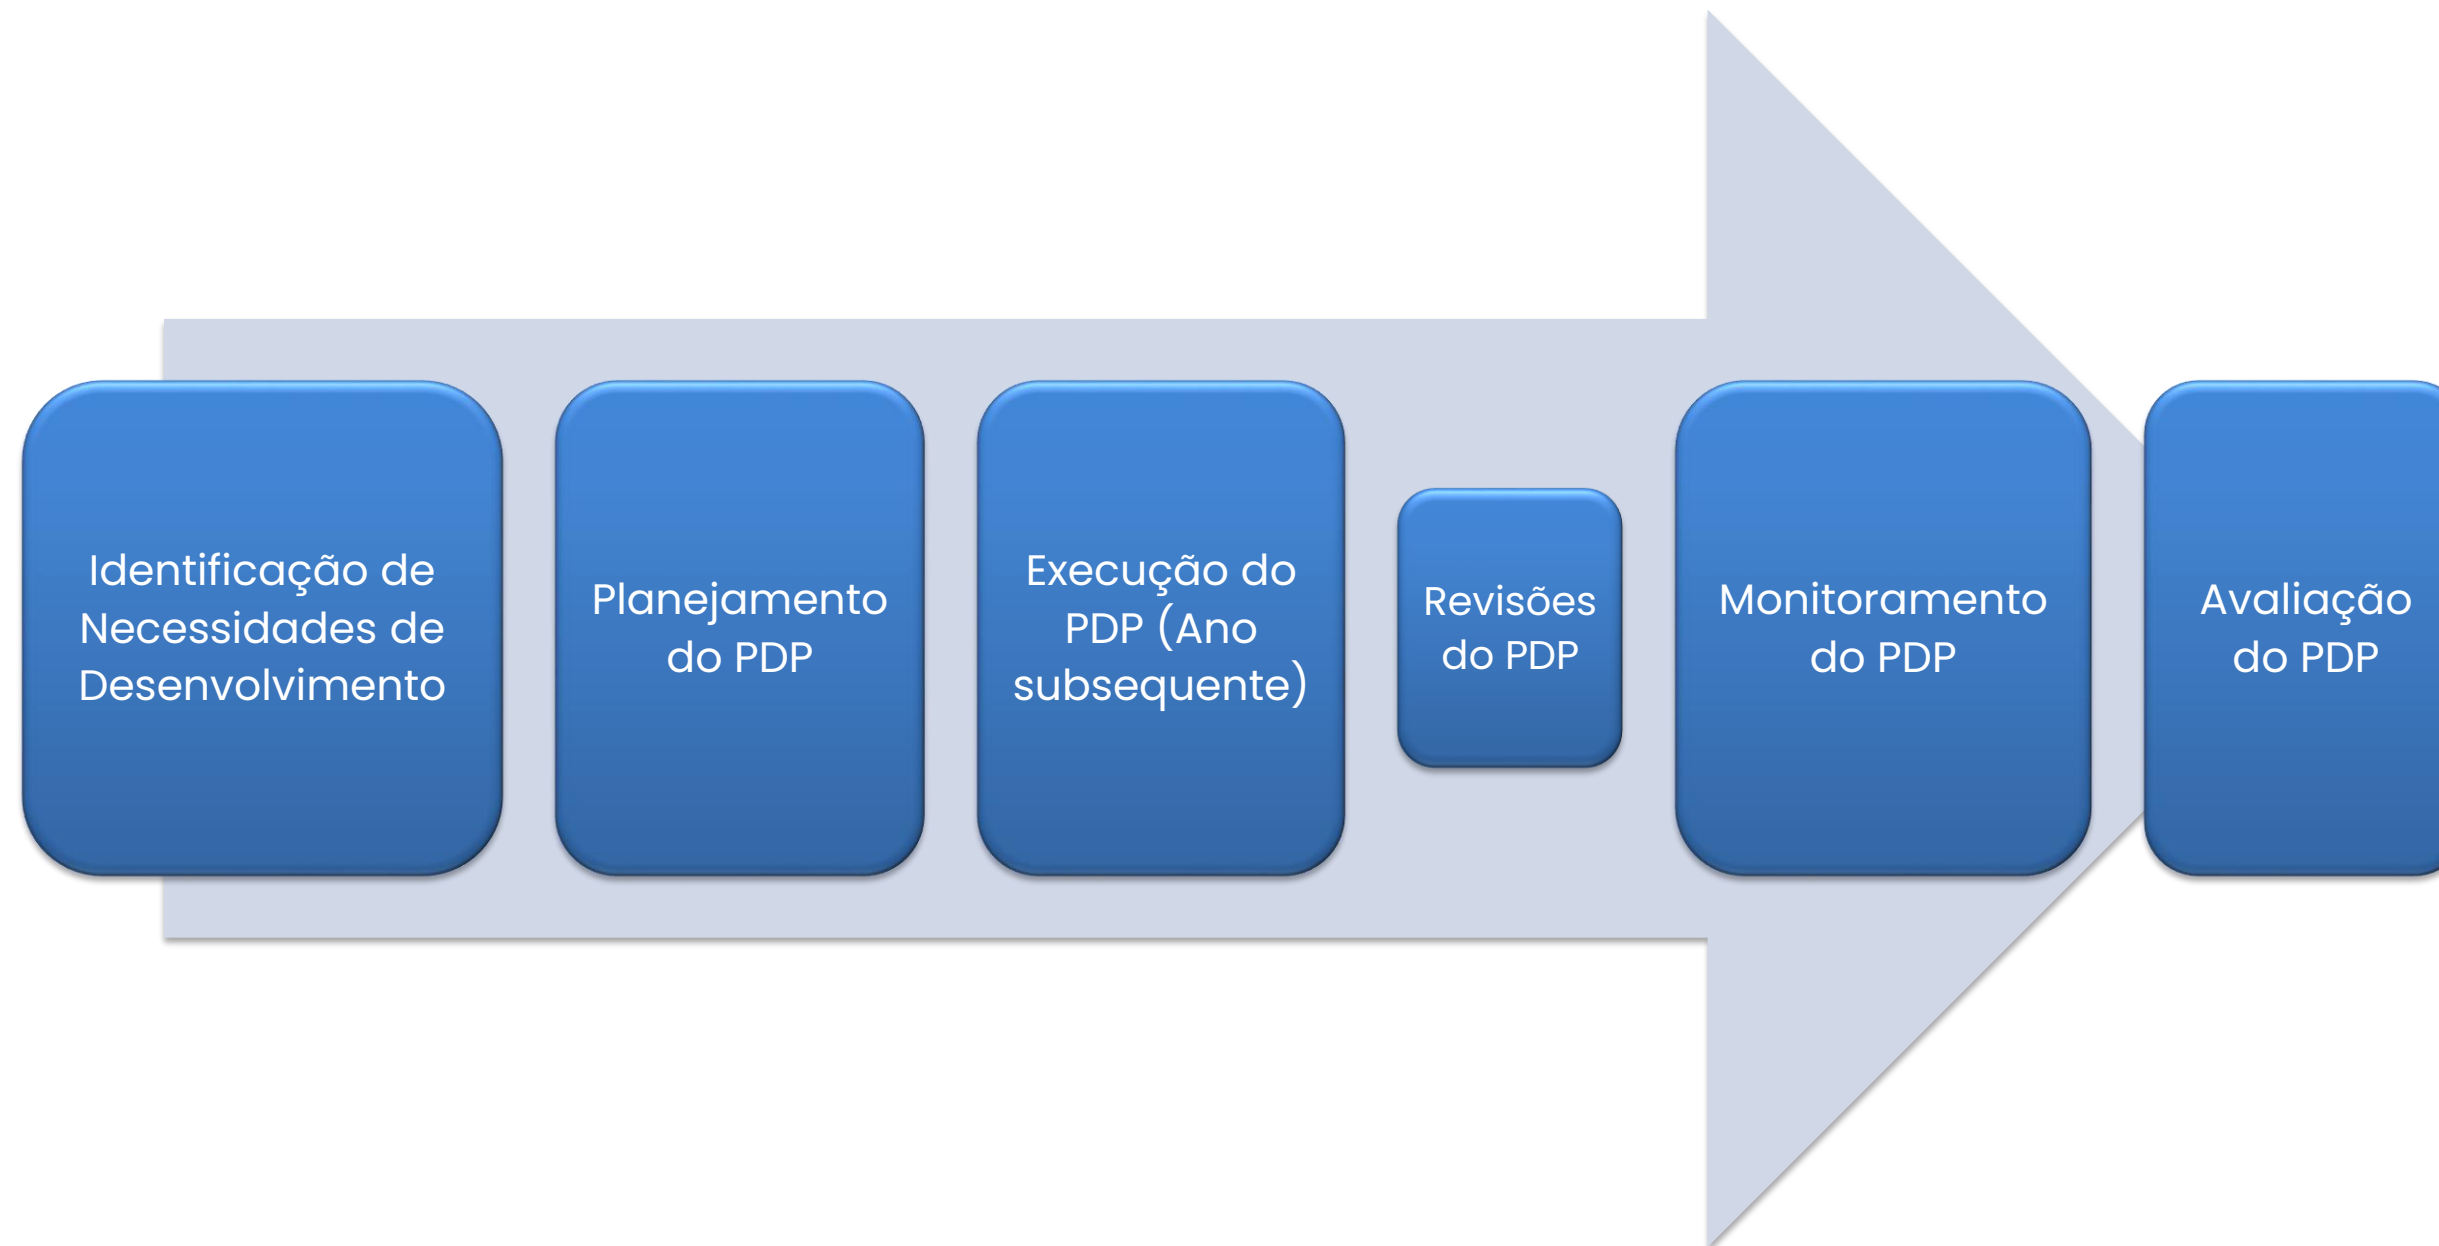 Identificação de
Necessidades de
Desenvolvimento
Planejamento
do PDP
Execução do
PDP (Ano
subsequente)
Revisões
do PDP
Monitoramento
do PDP
Avaliação
do PDP